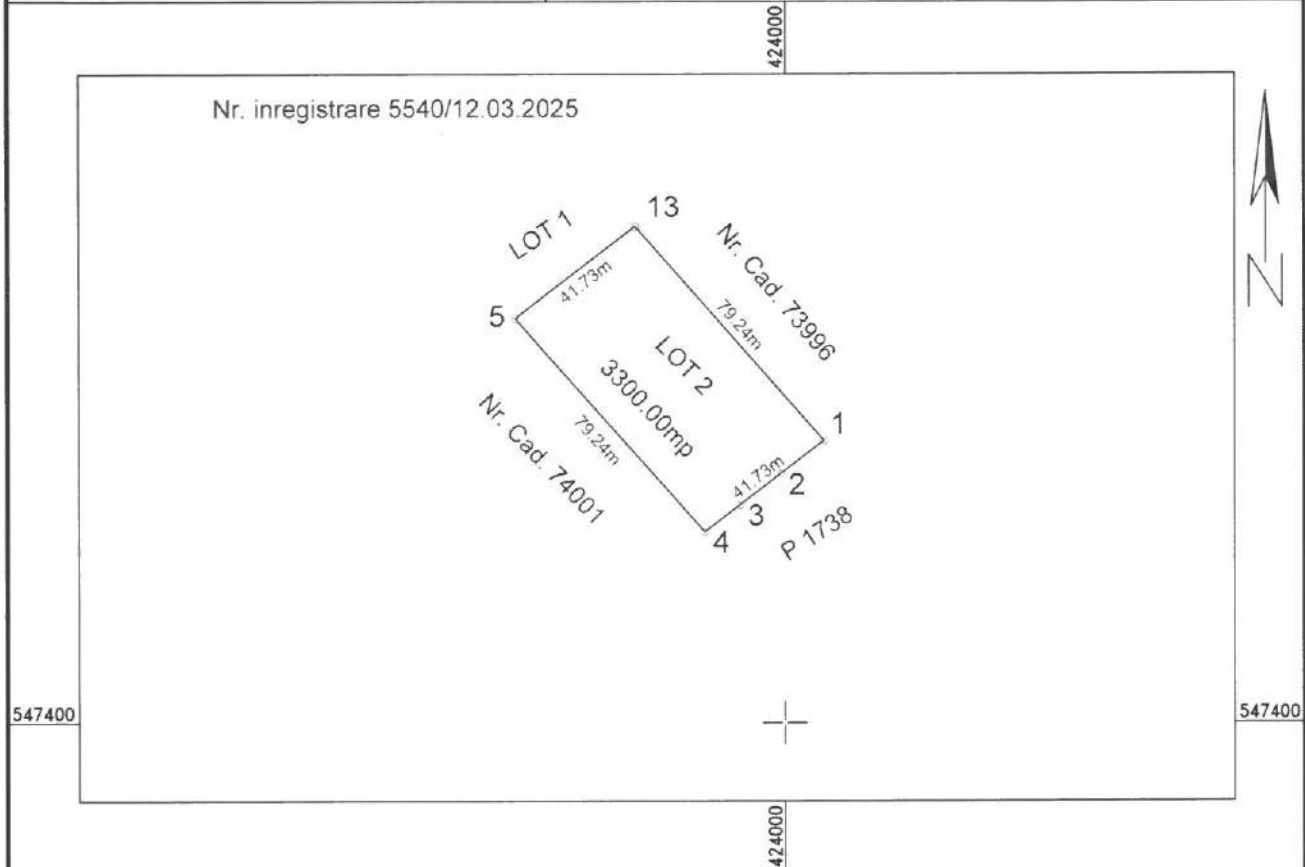 424000
Nr. inregistrare 5540/12.03.2025
N
13
LOT 1
41.73m
Nr. Cad. 73996
79.24m
5
LOT 2
3300.00mp
Nr. Cad. 74001
79.24m
1
41.73m
2
3
4
P 1738
547400
547400
424000